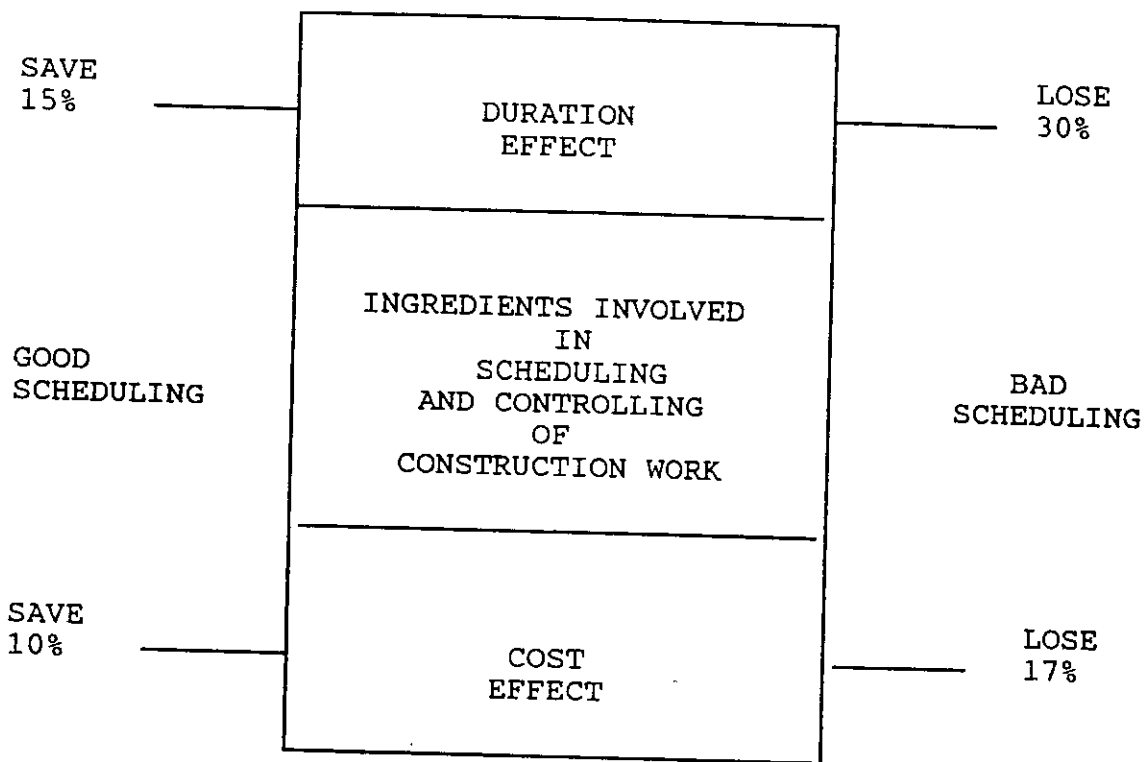 SAVE
15%
DURATION
EFFECT
LOSE
30%
GOOD
SCHEDULING
INGREDIENTS INVOLVED
IN
SCHEDULING
AND CONTROLLING
OF
CONSTRUCTION WORK
BAD
SCHEDULING
SAVE
10%
COST
EFFECT
LOSE
17%